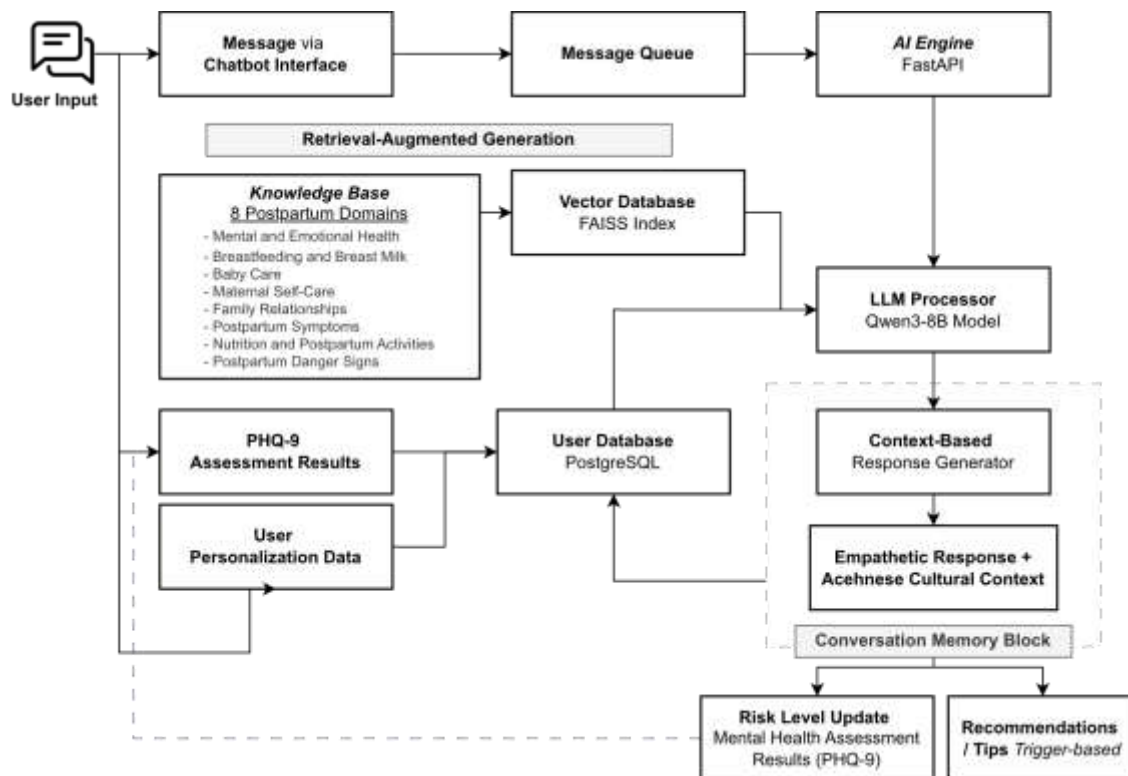 User Input
Message via
Chatbot Interface
Message Queue
AI Engine
FastAPI
Retrieval-Augmented Generation
Knowledge Base
8 Postpartum Domains
- Mental and Emotional Health
- Breastfeeding and Breast Milk
- Baby Care
- Maternal Self-Care
- Family Relationships
- Postpartum Symptoms
- Nutrition and Postpartum Activities
- Postpartum Danger Signs
Vector Database
FAISS Index
LLM Processor
Qwen3-8B Model
PHQ-9
Assessment Results
User Database
PostgreSQL
Context-Based
Response Generator
User
Personalization Data
Empathetic Response +
Acehnese Cultural Context
Conversation Memory Block
Risk Level Update
Mental Health Assessment
Results (PHQ-9)
Recommendations
/ Tips Trigger-based